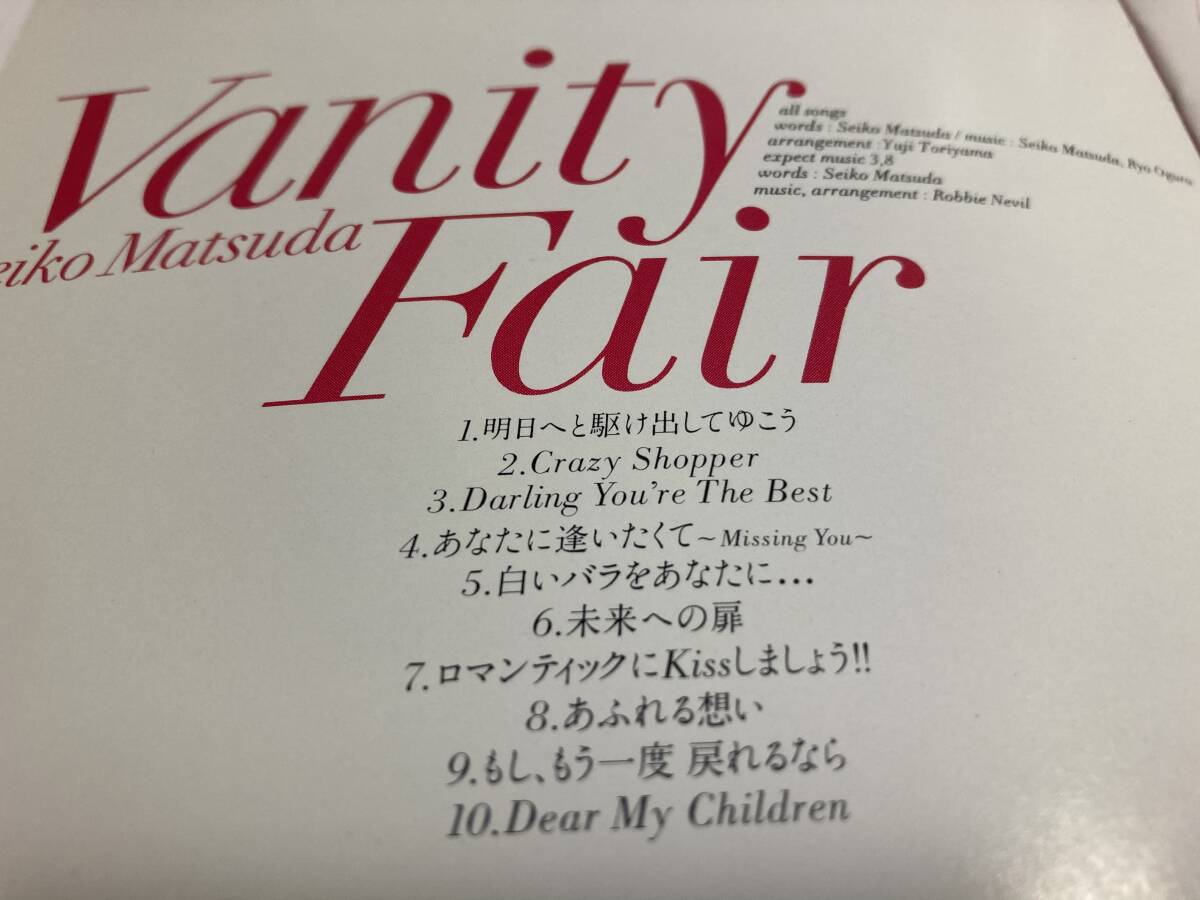 Vanity
Fair
eiko Matsuda
all songs
words : Seiko Matsuda / music : Seiko Matsuda, Ryo Ogura
arrangement : Yuji Toriyama
expect music 3,8
words : Seiko Matsuda
music, arrangement : Robbie Nevil
1.明日へと駆け出してゆこう
2.Crazy Shopper
3.Darling You're The Best
4.あなたに逢いたくて～Missing You～
5.白いバラをあなたに…
6.未来への扉
7.ロマンティックにKissしましょう!!
8.あふれる想い
9.もし、もう一度 戻れるなら
10.Dear My Children